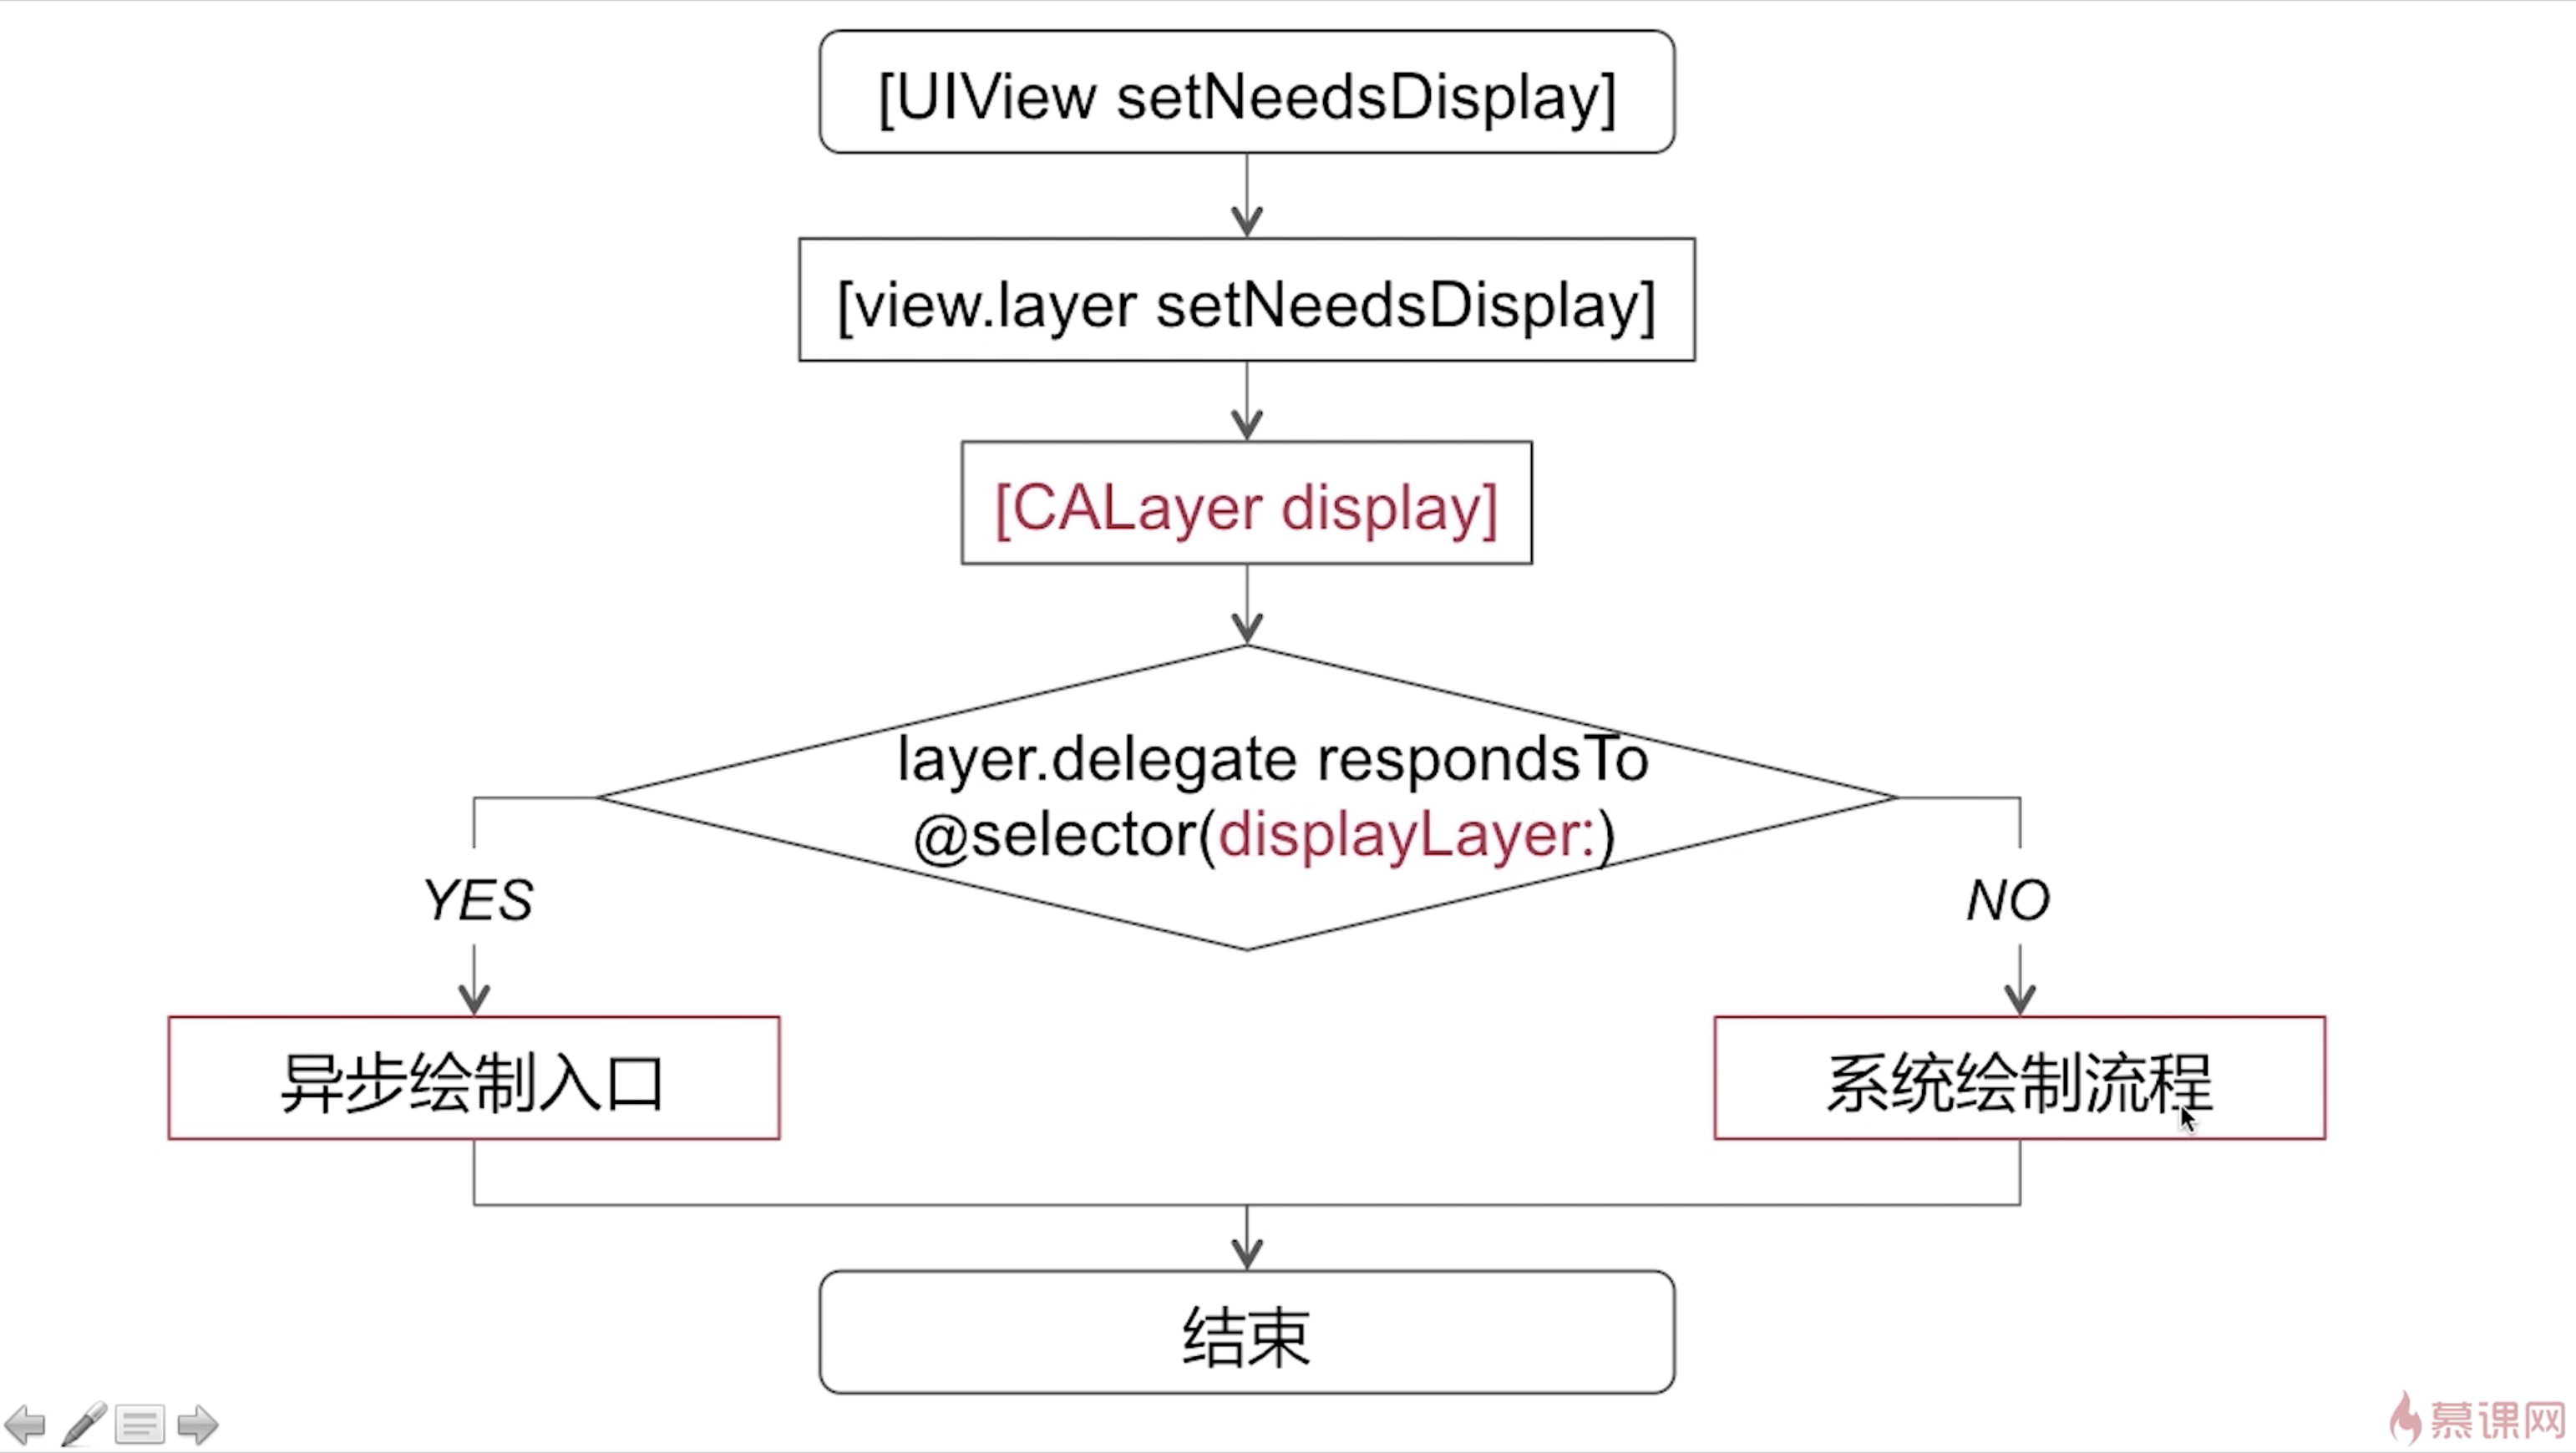 [UIView setNeedsDisplay]
[view.layer setNeedsDisplay]
[CALayer display]
layer.delegate respondsTo
@selector(displayLayer:)
YES
NO
异步绘制入口
系统绘制流程
结束
慕课网